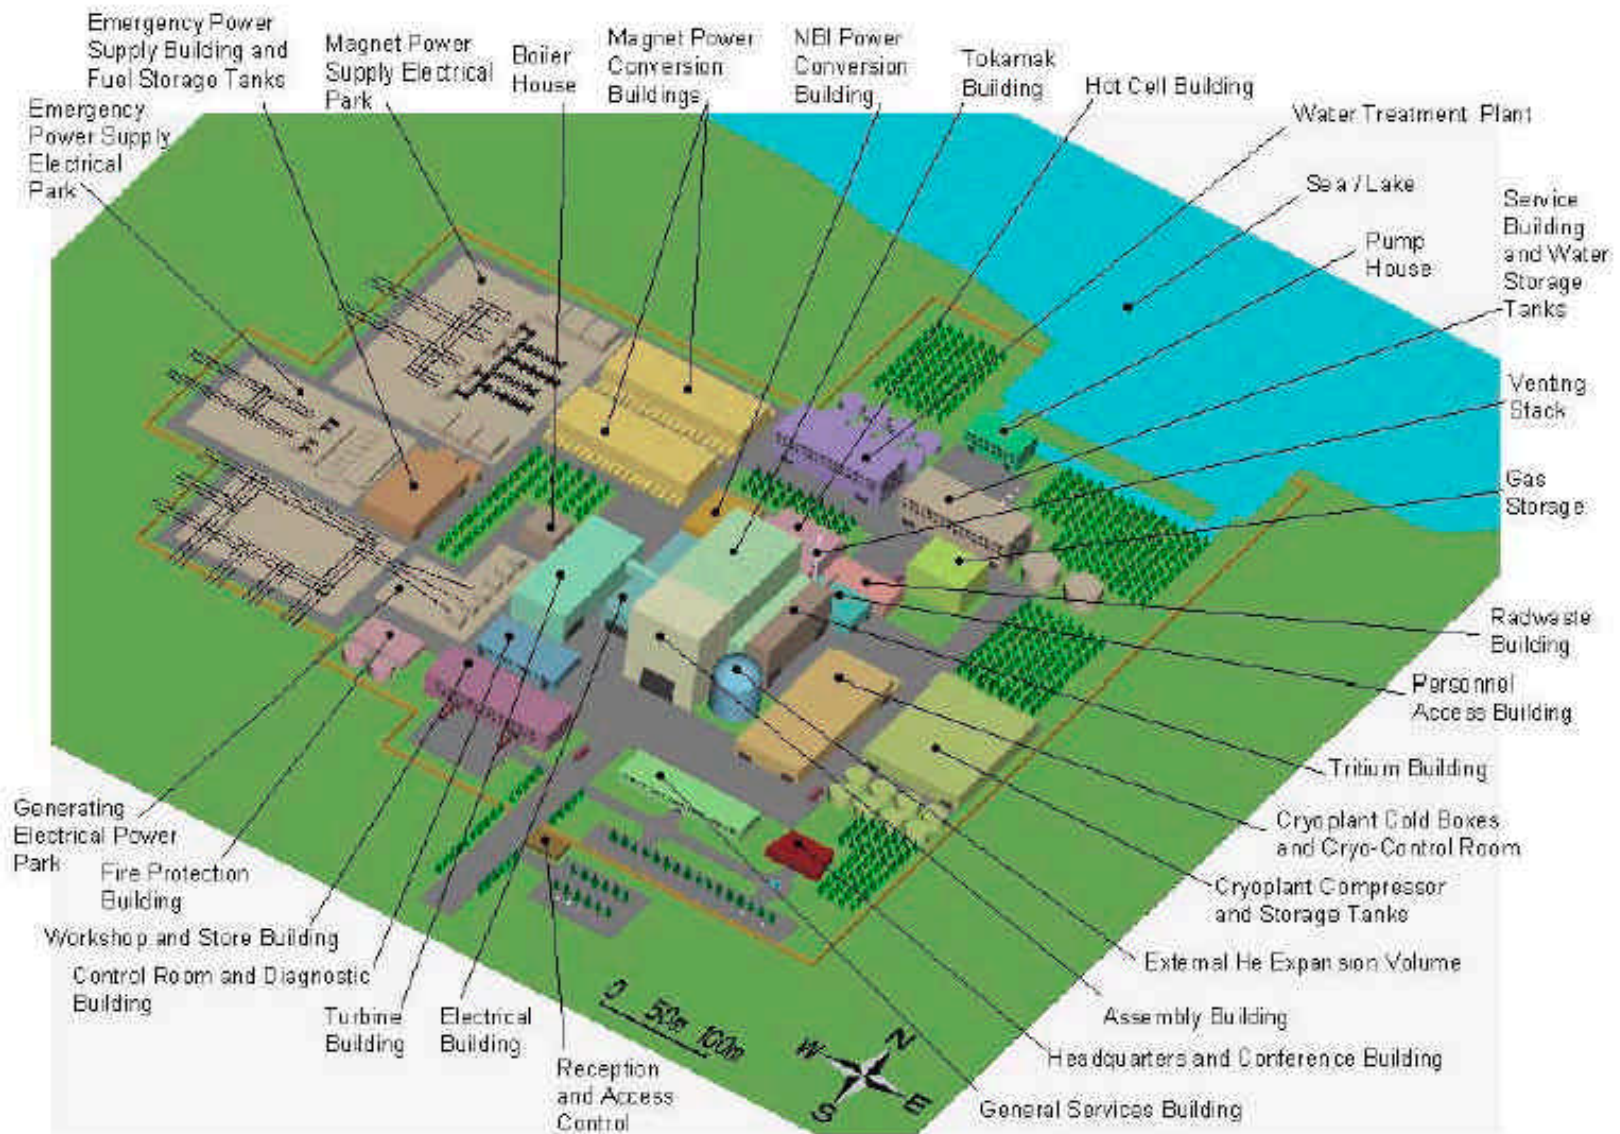 Emergency Power
Supply Building and
Fuel Storage Tanks
Magnet Power
Supply Electrical
Park
Boiler
House
Magnet Power
Conversion
Buildings
NBI Power
Conversion
Building
Tokamak
Building
Hot Cell Building
Emergency
Power Supply
Electrical
Park
Water Treatment Plant
Sea / Lake
Pump
House
Service
Building
and Water
Storage
Tanks
Venting
Stack
Gas
Storage
Radwaste
Building
Personnel
Access Building
Tritium Building
Cryoplant Cold Boxes
and Cryo-Control Room
Cryoplant Compressor
and Storage Tanks
External He Expansion Volume
Assembly Building
Headquarters and Conference Building
General Services Building
Generating
Electrical Power
Park
Fire Protection
Building
Workshop and Store Building
Control Room and Diagnostic
Building
Turbine
Building
Electrical
Building
Reception
and Access
Control
0 50m 100m
N
W
S
E